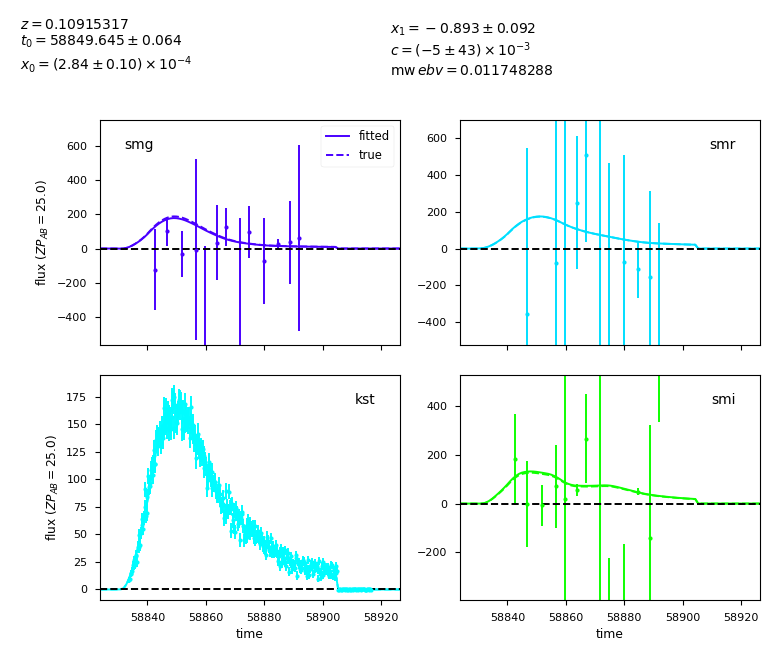 z = 0.10915317
t₀ = 58849.645 ± 0.064
x₀ = (2.84 ± 0.10) × 10⁻⁴
x₁ = −0.893 ± 0.092
c = (−5 ± 43) × 10⁻³
mw ebv = 0.011748288
smg
fitted
true
600
400
200
0
−200
−400
flux (ZP_AB = 25.0)
smr
600
400
200
0
−200
−400
kst
175
150
125
100
75
50
25
0
flux (ZP_AB = 25.0)
58840 58860 58880 58900 58920
time
smi
400
200
0
−200
58840 58860 58880 58900 58920
time